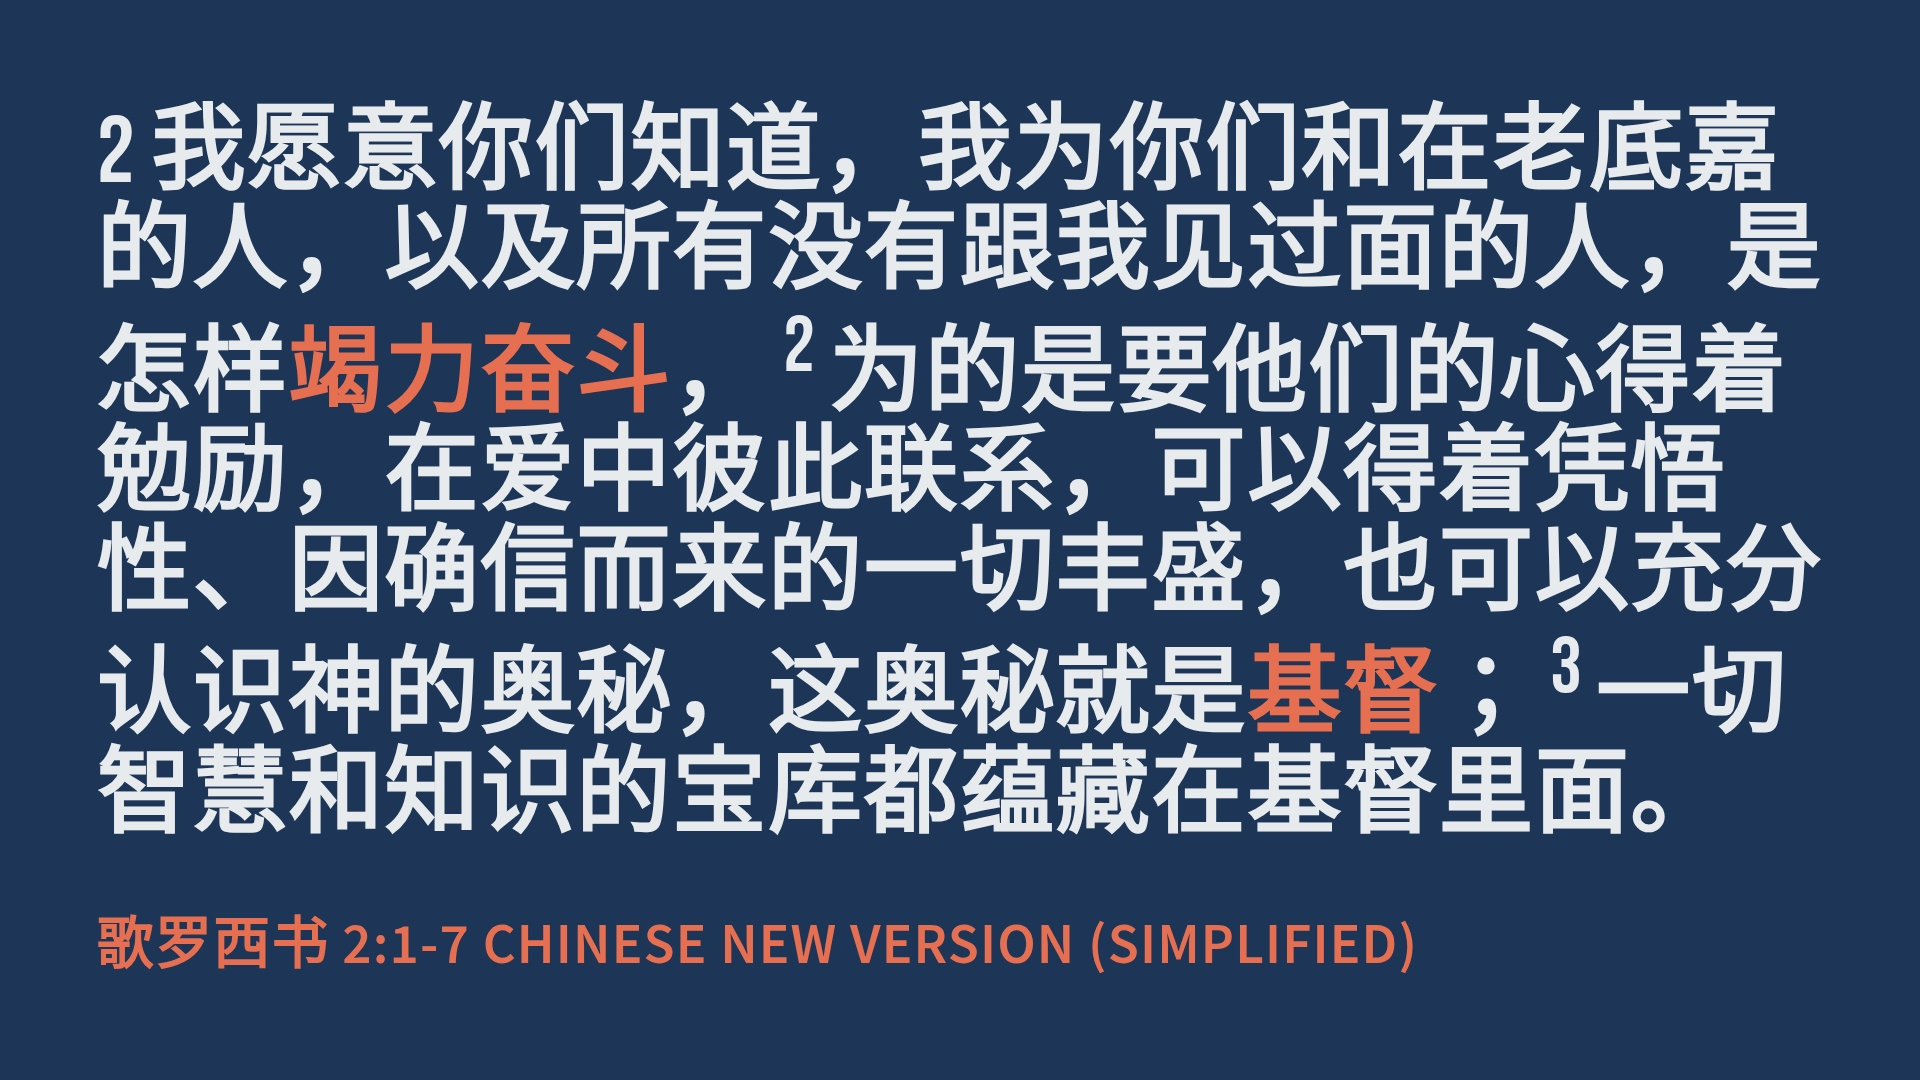 2 我愿意你们知道，我为你们和在老底嘉
的人，以及所有没有跟我见过面的人，是
怎样竭力奋斗，2 为的是要他们的心得着
勉励，在爱中彼此联系，可以得着凭悟
性、因确信而来的一切丰盛，也可以充分
认识神的奥秘，这奥秘就是基督；3 一切
智慧和知识的宝库都蕴藏在基督里面。
歌罗西书 2:1-7 CHINESE NEW VERSION (SIMPLIFIED)